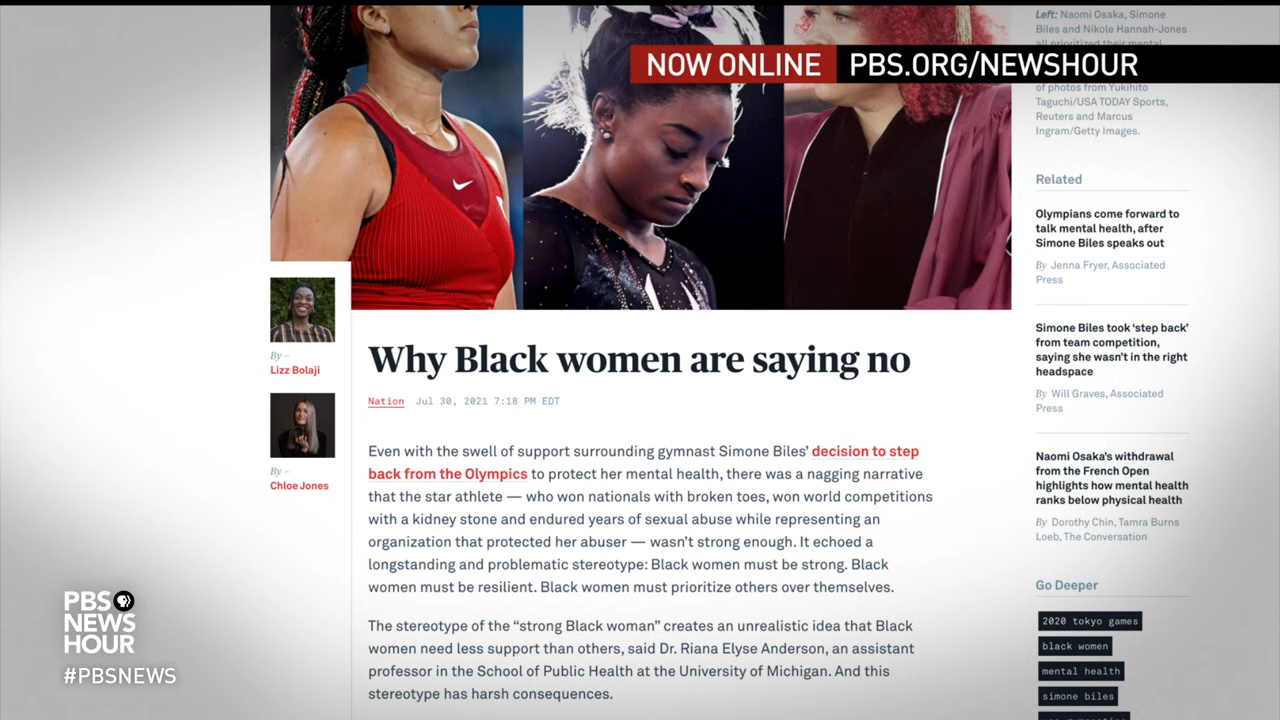 Left: Naomi Osaka, Simone
Biles and Nikole Hannah-Jones
all prioritized their mental
NOW ONLINE PBS.ORG/NEWSHOUR
of photos from Yukihito
Taguchi/USA TODAY Sports,
Reuters and Marcus
Ingram/Getty Images.
Related
Olympians come forward to
talk mental health, after
Simone Biles speaks out
By Jenna Fryer, Associated
Press
Simone Biles took ‘step back’
from team competition,
saying she wasn’t in the right
headspace
By Will Graves, Associated
Press
Naomi Osaka’s withdrawal
from the French Open
highlights how mental health
ranks below physical health
By Dorothy Chin, Tamra Burns
Loeb, The Conversation
Go Deeper
2020 tokyo games
black women
mental health
simone biles
By –
Lizz Bolaji
By –
Chloe Jones
Why Black women are saying no
Nation Jul 30, 2021 7:18 PM EDT
Even with the swell of support surrounding gymnast Simone Biles’ decision to step
back from the Olympics to protect her mental health, there was a nagging narrative
that the star athlete — who won nationals with broken toes, won world competitions
with a kidney stone and endured years of sexual abuse while representing an
organization that protected her abuser — wasn’t strong enough. It echoed a
longstanding and problematic stereotype: Black women must be strong. Black
women must be resilient. Black women must prioritize others over themselves.
The stereotype of the “strong Black woman” creates an unrealistic idea that Black
women need less support than others, said Dr. Riana Elyse Anderson, an assistant
professor in the School of Public Health at the University of Michigan. And this
stereotype has harsh consequences.
PBS
NEWS
HOUR
#PBSNEWS